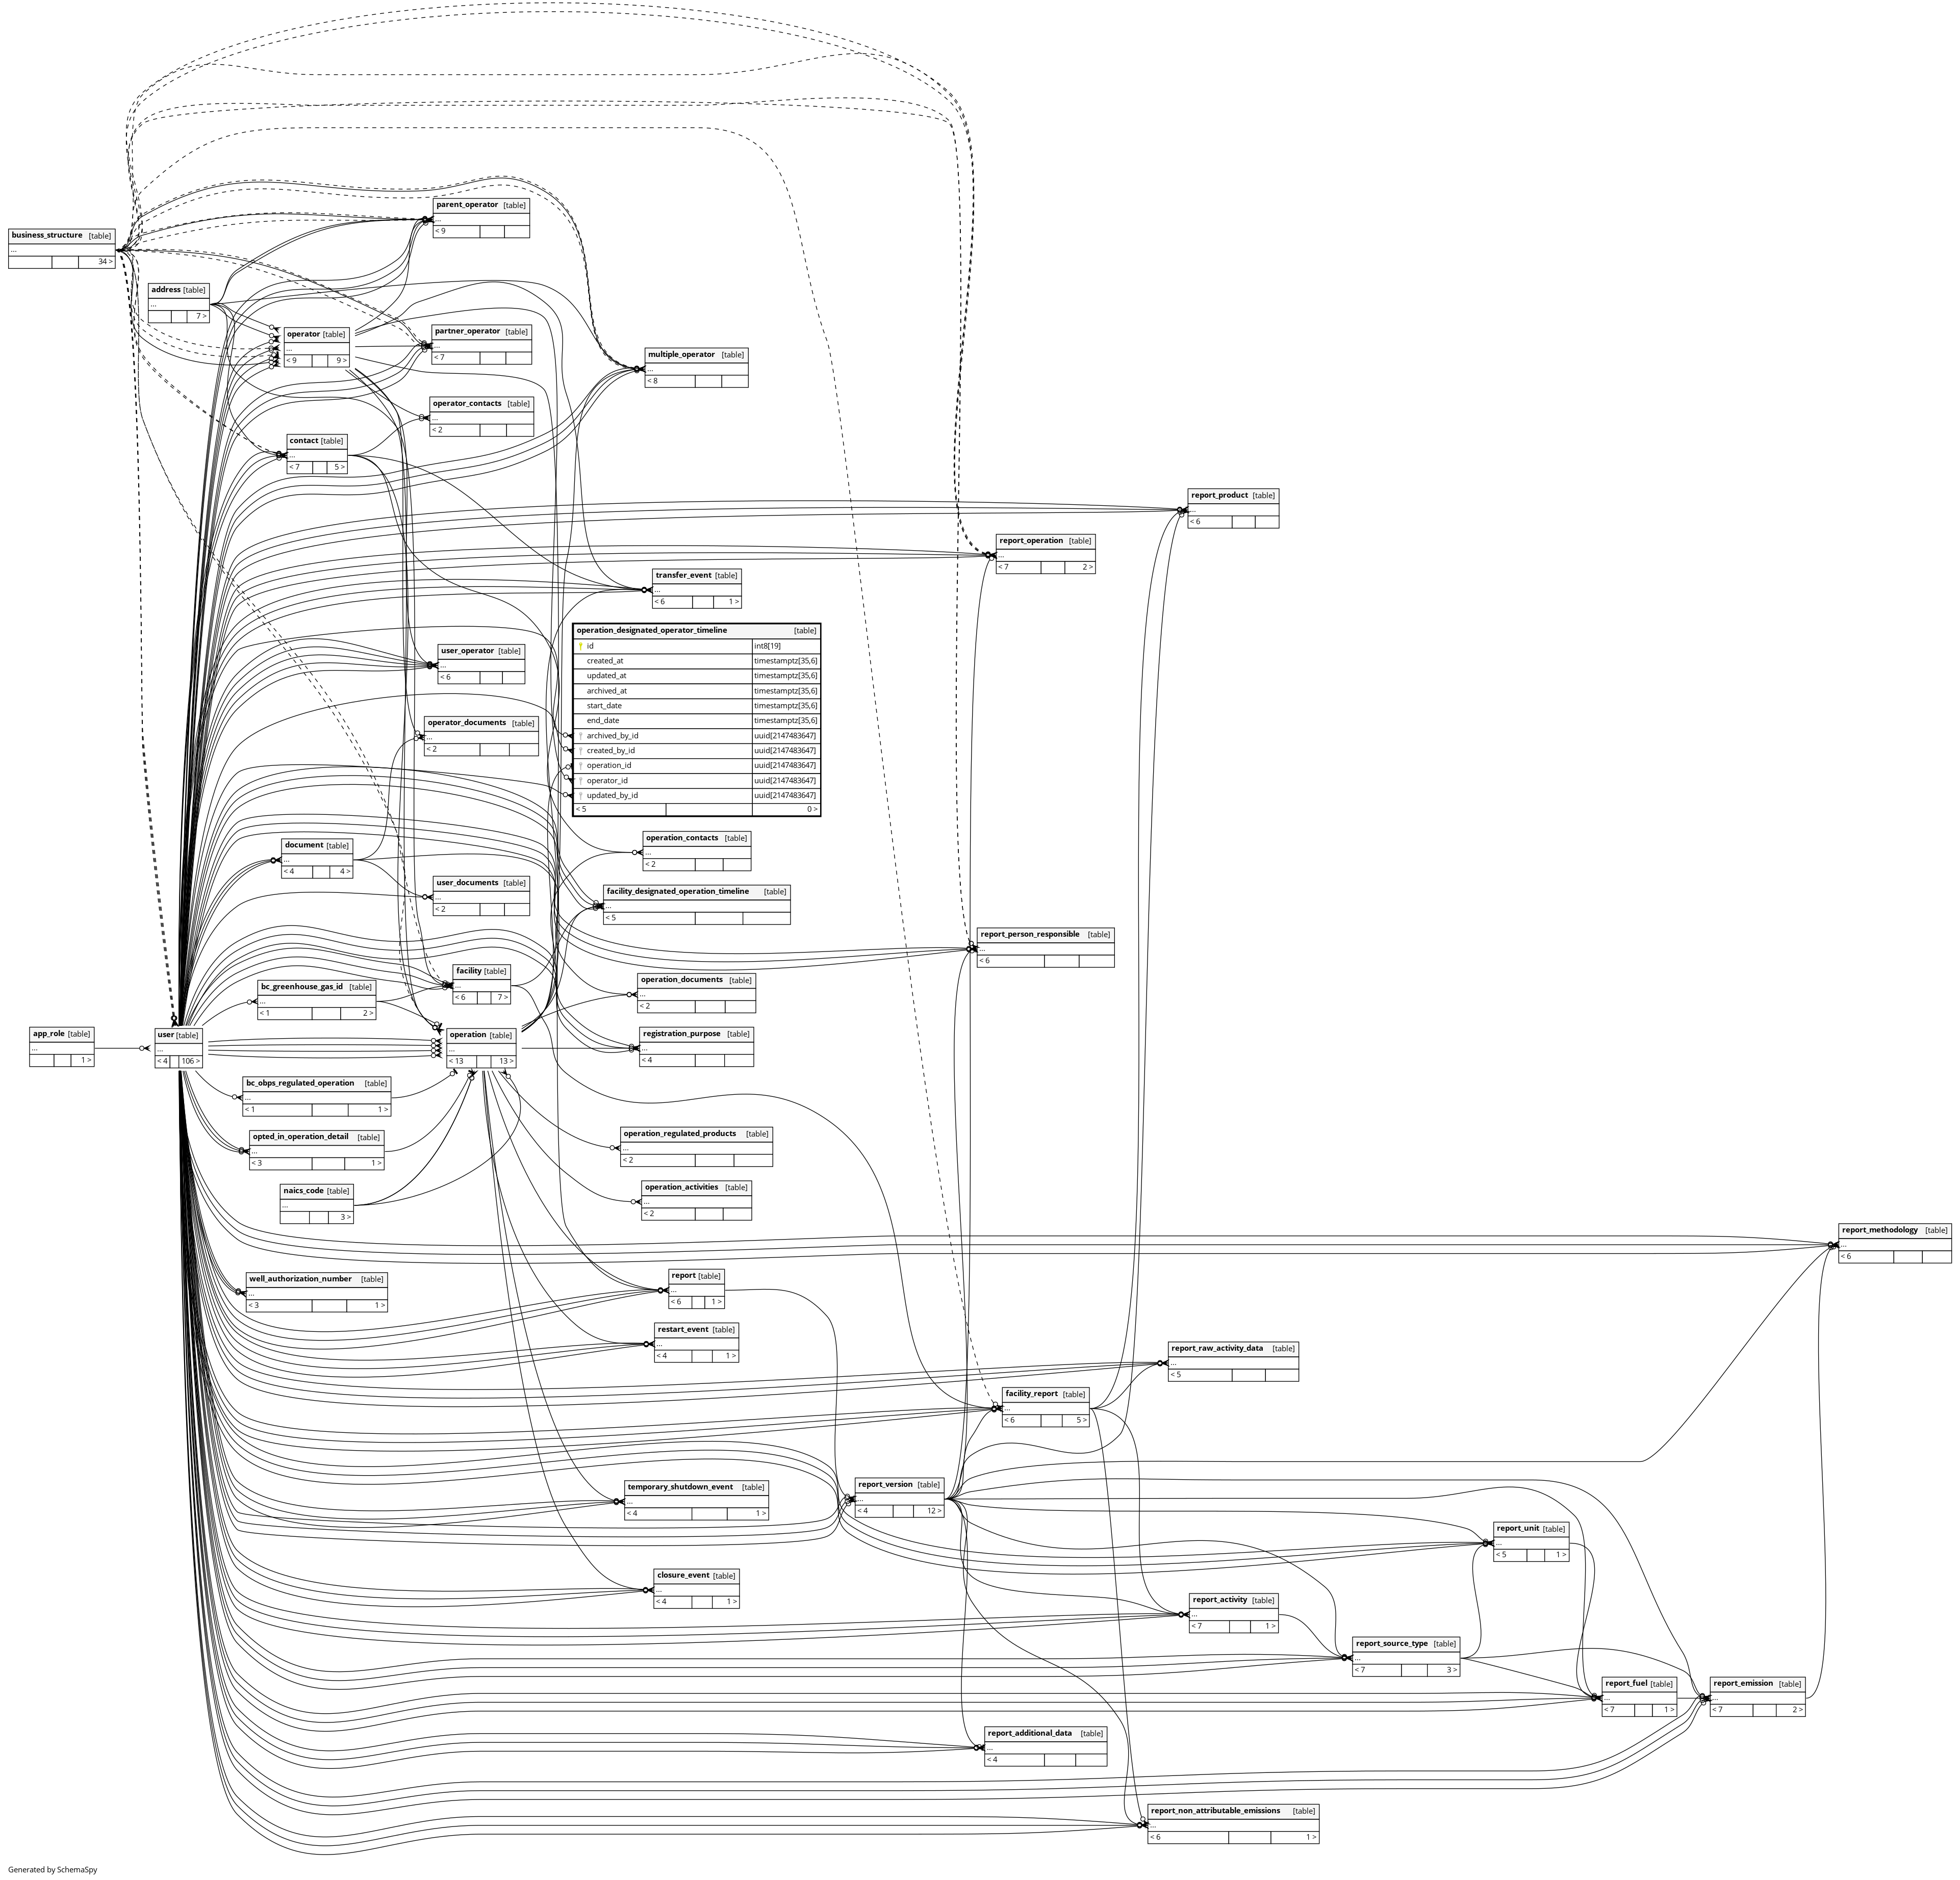 parent_operator [table]
...
< 9
business_structure [table]
...
34 >
address [table]
...
7 >
operator [table]
...
< 9 9 >
partner_operator [table]
...
< 7
multiple_operator [table]
...
< 8
operator_contacts [table]
...
< 2
contact [table]
...
< 7 5 >
report_product [table]
...
< 6
report_operation [table]
...
< 7 2 >
transfer_event [table]
...
< 6 1 >
operation_designated_operator_timeline [table]
id int8[19]
created_at timestamptz[35,6]
updated_at timestamptz[35,6]
archived_at timestamptz[35,6]
start_date timestamptz[35,6]
end_date timestamptz[35,6]
archived_by_id uuid[2147483647]
created_by_id uuid[2147483647]
operation_id uuid[2147483647]
operator_id uuid[2147483647]
updated_by_id uuid[2147483647]
< 5 0 >
user_operator [table]
...
< 6
operator_documents [table]
...
< 2
operation_contacts [table]
...
< 2
document [table]
...
< 4 4 >
user_documents [table]
...
< 2
facility_designated_operation_timeline [table]
...
< 5
report_person_responsible [table]
...
< 6
facility [table]
...
< 6 7 >
operation_documents [table]
...
< 2
bc_greenhouse_gas_id [table]
...
< 1 2 >
app_role [table]
...
1 >
user [table]
...
< 4 106 >
operation [table]
...
< 13 13 >
registration_purpose [table]
...
< 4
bc_obps_regulated_operation [table]
...
< 1 1 >
operation_regulated_products [table]
...
< 2
opted_in_operation_detail [table]
...
< 3 1 >
operation_activities [table]
...
< 2
naics_code [table]
...
3 >
report_methodology [table]
...
< 6
well_authorization_number [table]
...
< 3 1 >
report [table]
...
< 6 1 >
restart_event [table]
...
< 4 1 >
report_raw_activity_data [table]
...
< 5
facility_report [table]
...
< 6 5 >
temporary_shutdown_event [table]
...
< 4 1 >
report_version [table]
...
< 4 12 >
report_unit [table]
...
< 5 1 >
closure_event [table]
...
< 4 1 >
report_activity [table]
...
< 7 1 >
report_source_type [table]
...
< 7 3 >
report_fuel [table]
...
< 7 1 >
report_emission [table]
...
< 7 2 >
report_additional_data [table]
...
< 4
report_non_attributable_emissions [table]
...
< 6 1 >
Generated by SchemaSpy